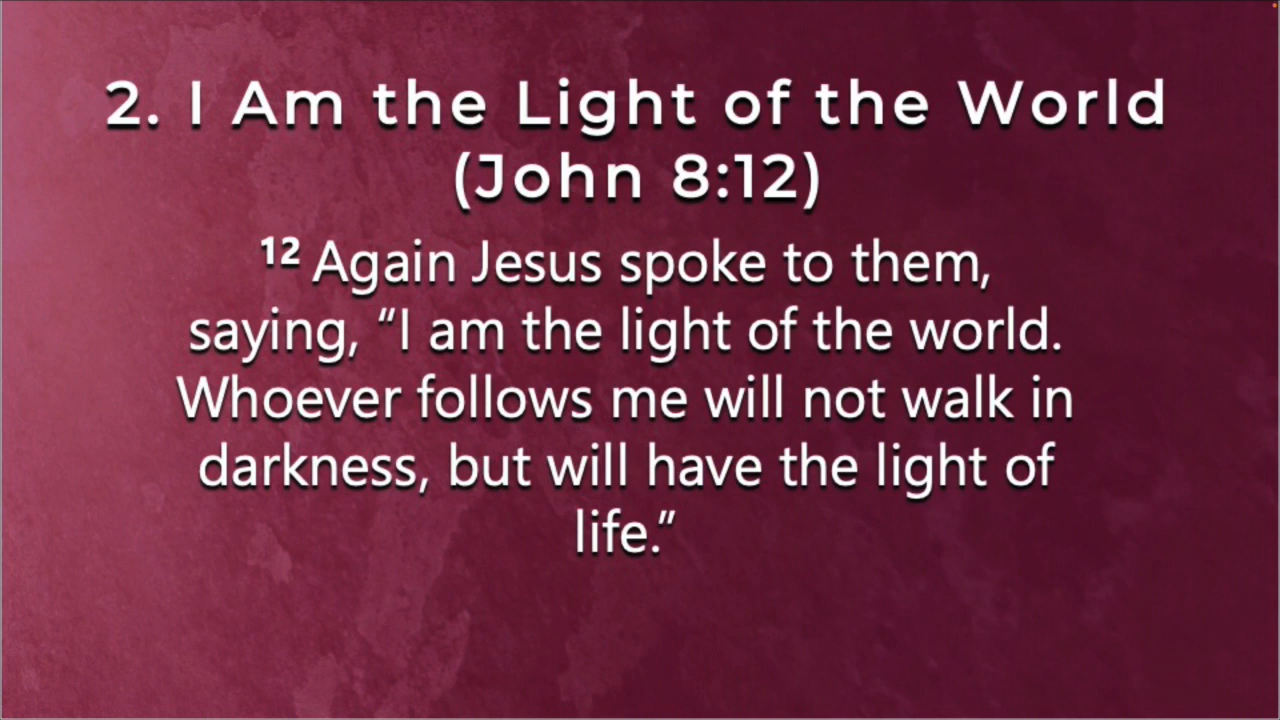 2. I Am the Light of the World
(John 8:12)
12 Again Jesus spoke to them,
saying, “I am the light of the world.
Whoever follows me will not walk in
darkness, but will have the light of
life.”